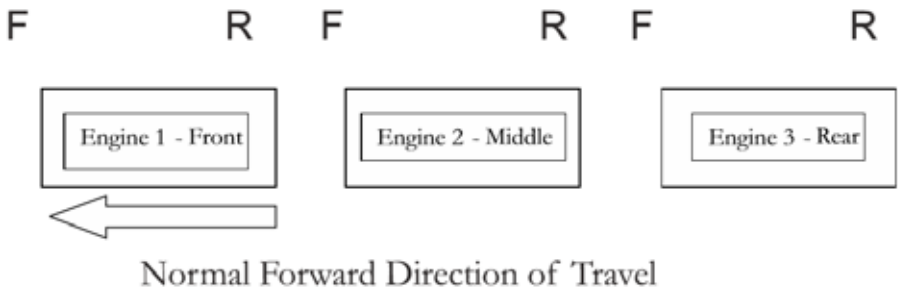 F R F R F R
Engine 1 - Front Engine 2 - Middle Engine 3 - Rear
Normal Forward Direction of Travel